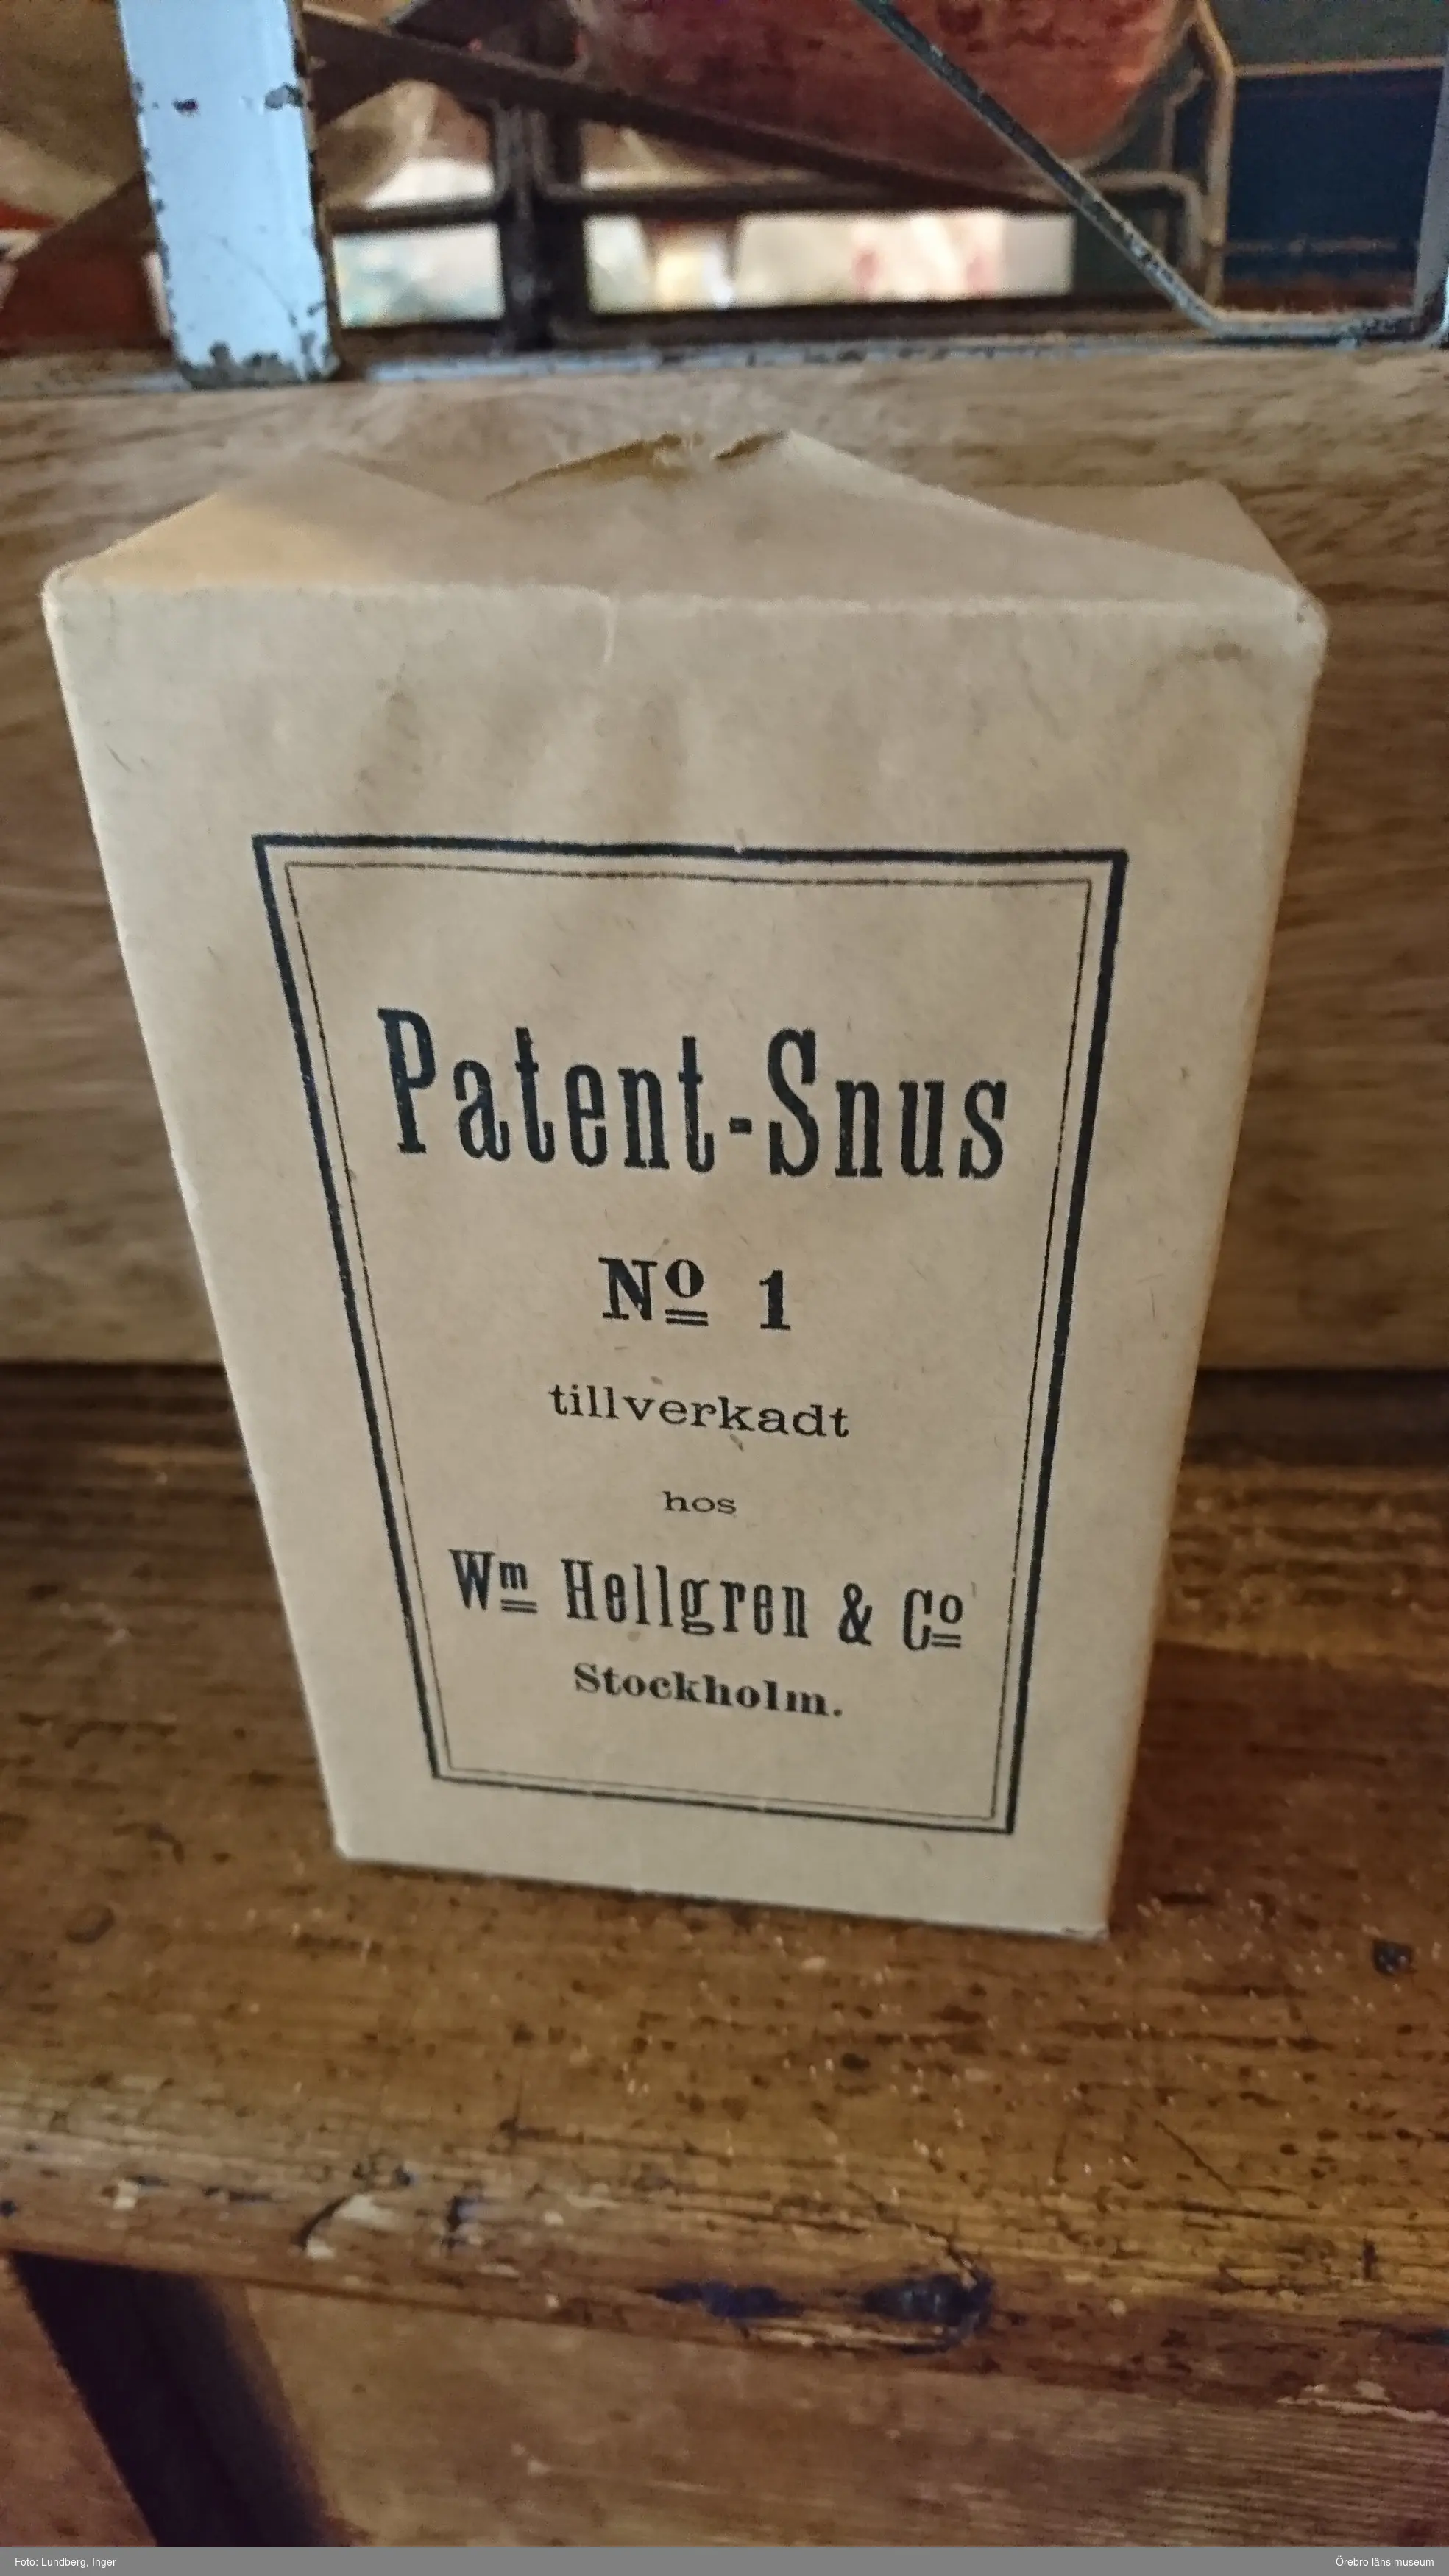 Patent-Snus
Nº 1
tillverkadt
hos
Wm Hellgren & Cº
Stockholm.
Foto: Lundberg, Inger
Örebro läns museum